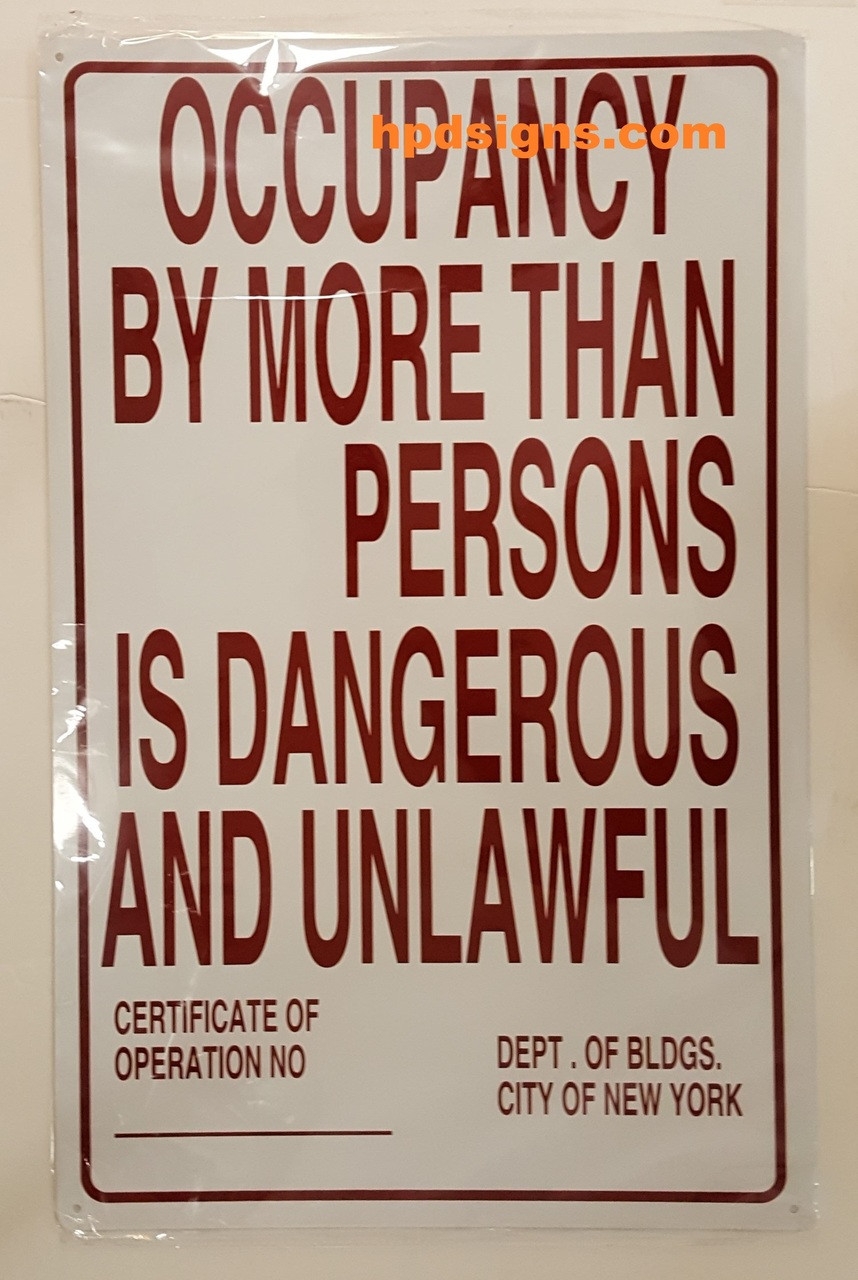 OCCUPANCY
hpdsigns.com
BY MORE THAN
PERSONS
IS DANGEROUS
AND UNLAWFUL
CERTIFICATE OF
OPERATION NO
DEPT . OF BLDGS.
CITY OF NEW YORK